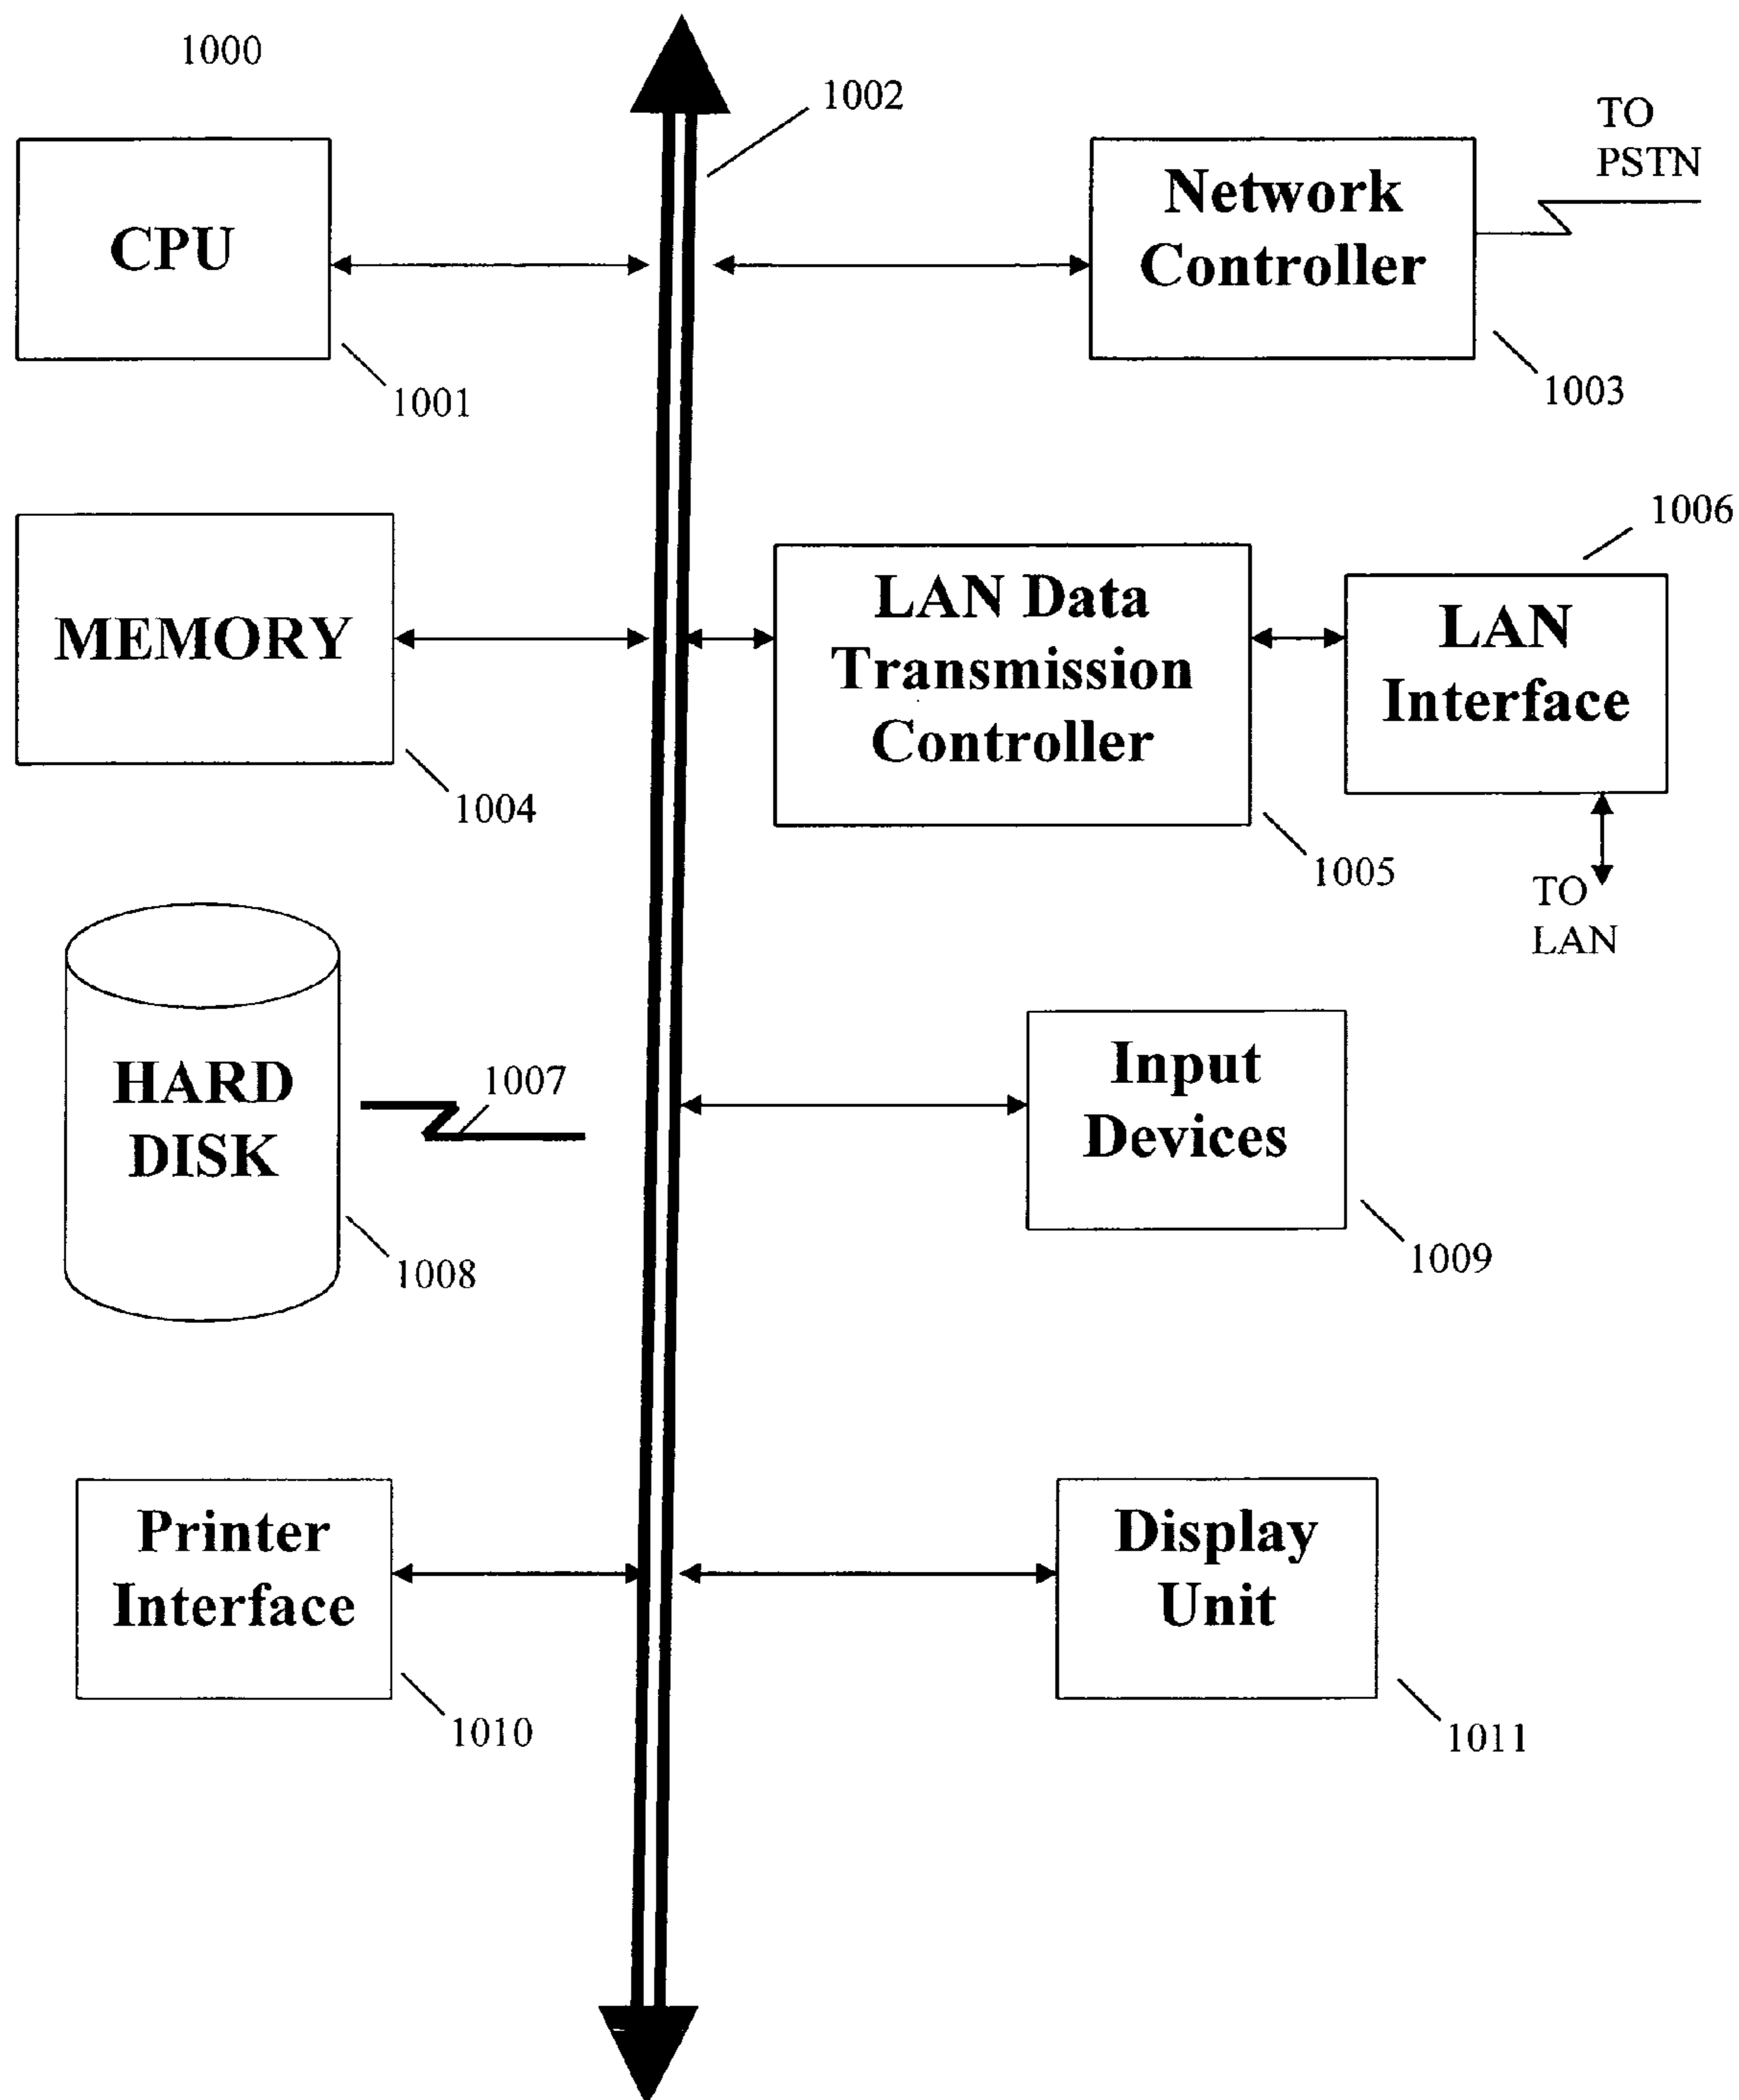 1000
1002
TO
PSTN
CPU
Network
Controller
1001
1003
1006
MEMORY
LAN Data
Transmission
Controller
LAN
Interface
1004
1005
TO
LAN
HARD
DISK
1007
Input
Devices
1008
1009
Printer
Interface
Display
Unit
1010
1011